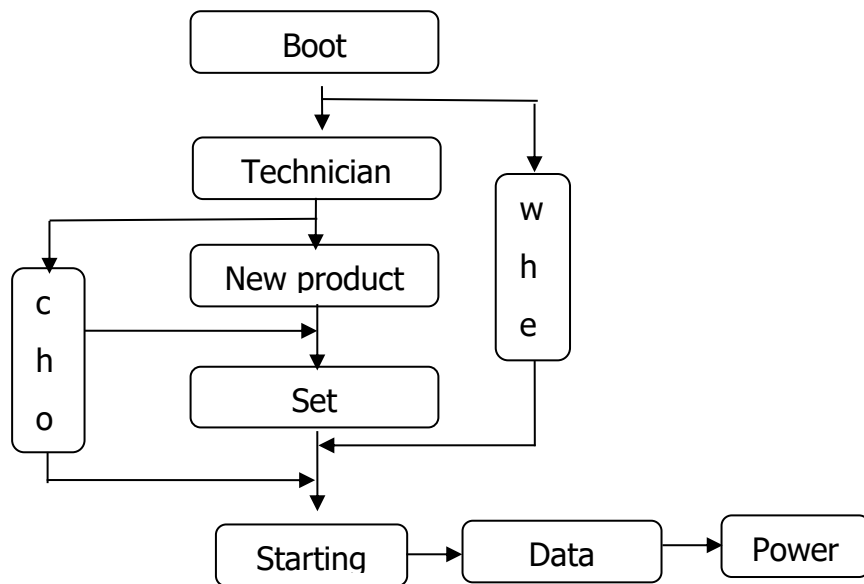 Boot
Technician
w
h
e
New product
c
h
o
Set
Starting
Data
Power